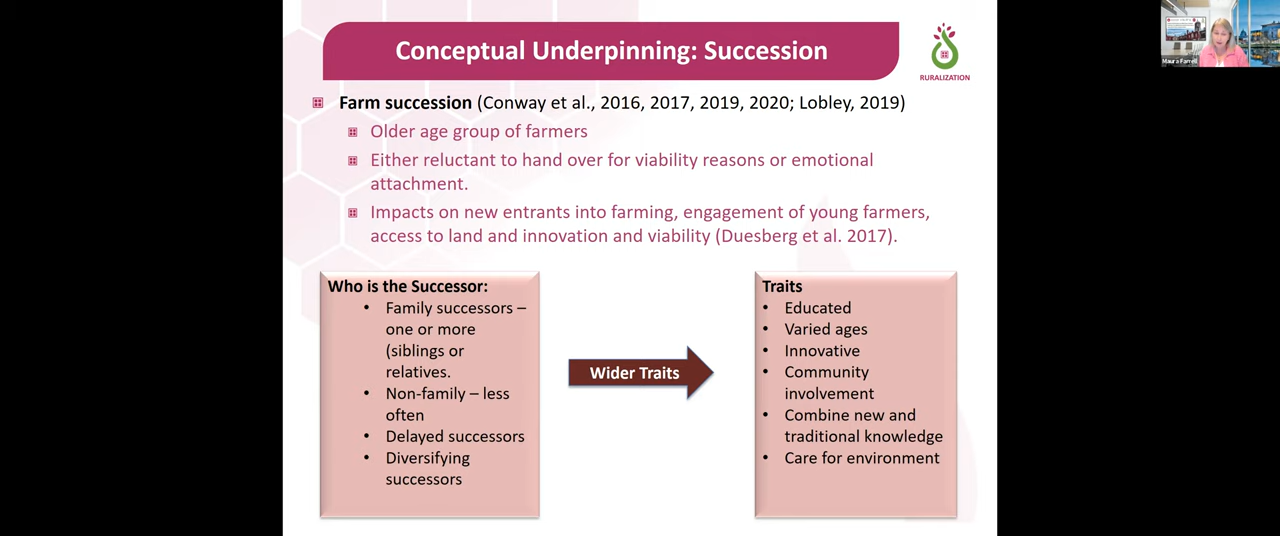 Conceptual Underpinning: Succession
RURALIZATION
Maura Farrell
Farm succession (Conway et al., 2016, 2017, 2019, 2020; Lobley, 2019)
Older age group of farmers
Either reluctant to hand over for viability reasons or emotional
attachment.
Impacts on new entrants into farming, engagement of young farmers,
access to land and innovation and viability (Duesberg et al. 2017).
Who is the Successor:
• Family successors –
one or more
(siblings or
relatives.
• Non-family – less
often
• Delayed successors
• Diversifying
successors
Wider Traits
Traits
• Educated
• Varied ages
• Innovative
• Community
involvement
• Combine new and
traditional knowledge
• Care for environment